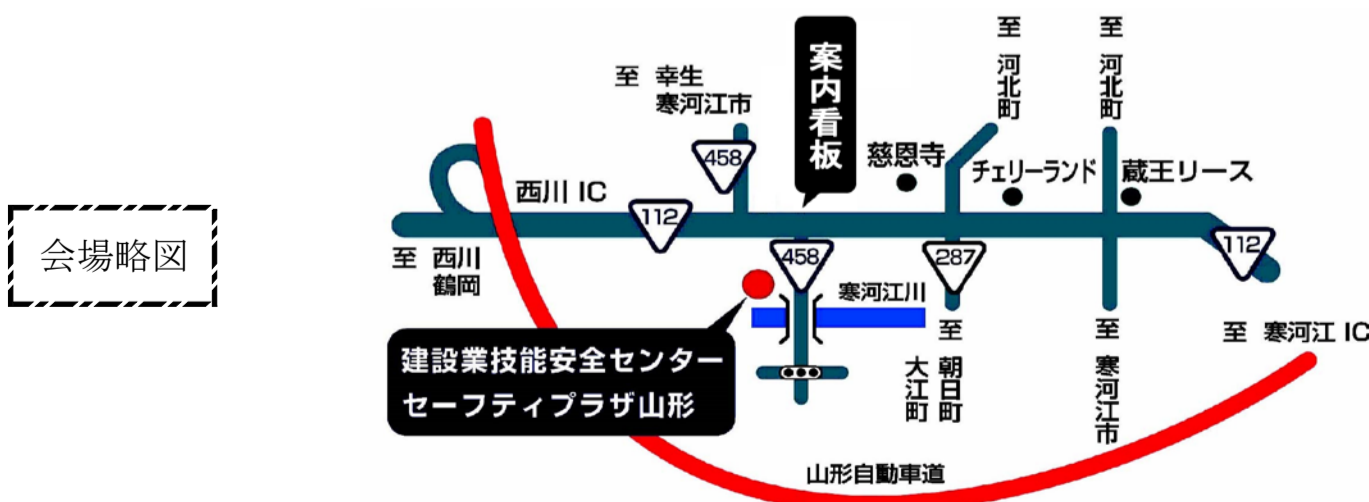 会場略図
至 幸生
寒河江市
案内看板
至 河北町
至 河北町
458
慈恩寺
チェリーランド
蔵王リース
西川 IC
112
至 西川
鶴岡
458
287
112
寒河江川
建設業技能安全センター
セーフティプラザ山形
至 朝日町
大江町
至 寒河江市
至 寒河江 IC
山形自動車道